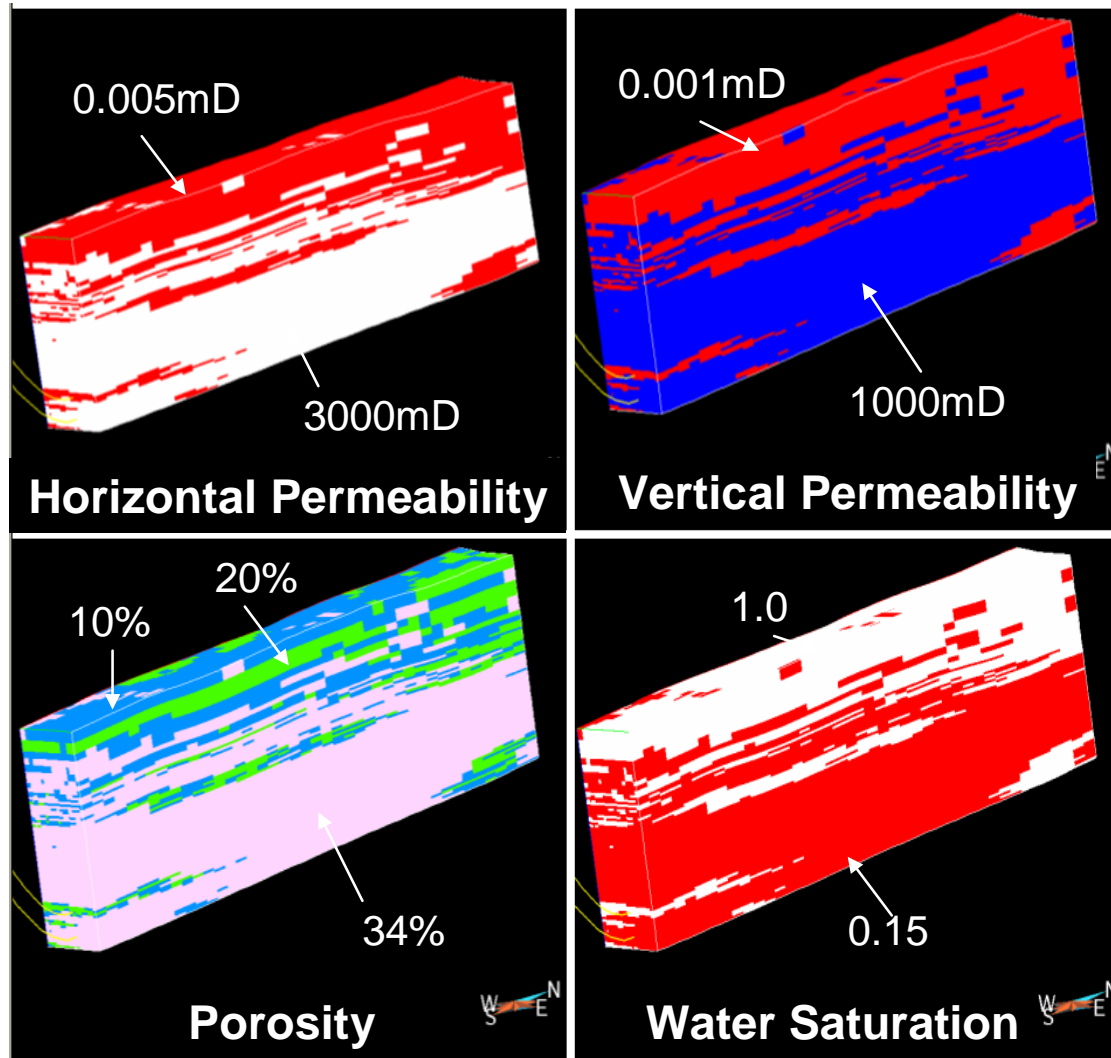 0.005mD
3000mD
Horizontal Permeability
0.001mD
1000mD
N
E
Vertical Permeability
20%
10%
34%
N
W
E
S
Porosity
1.0
0.15
N
W
E
S
Water Saturation